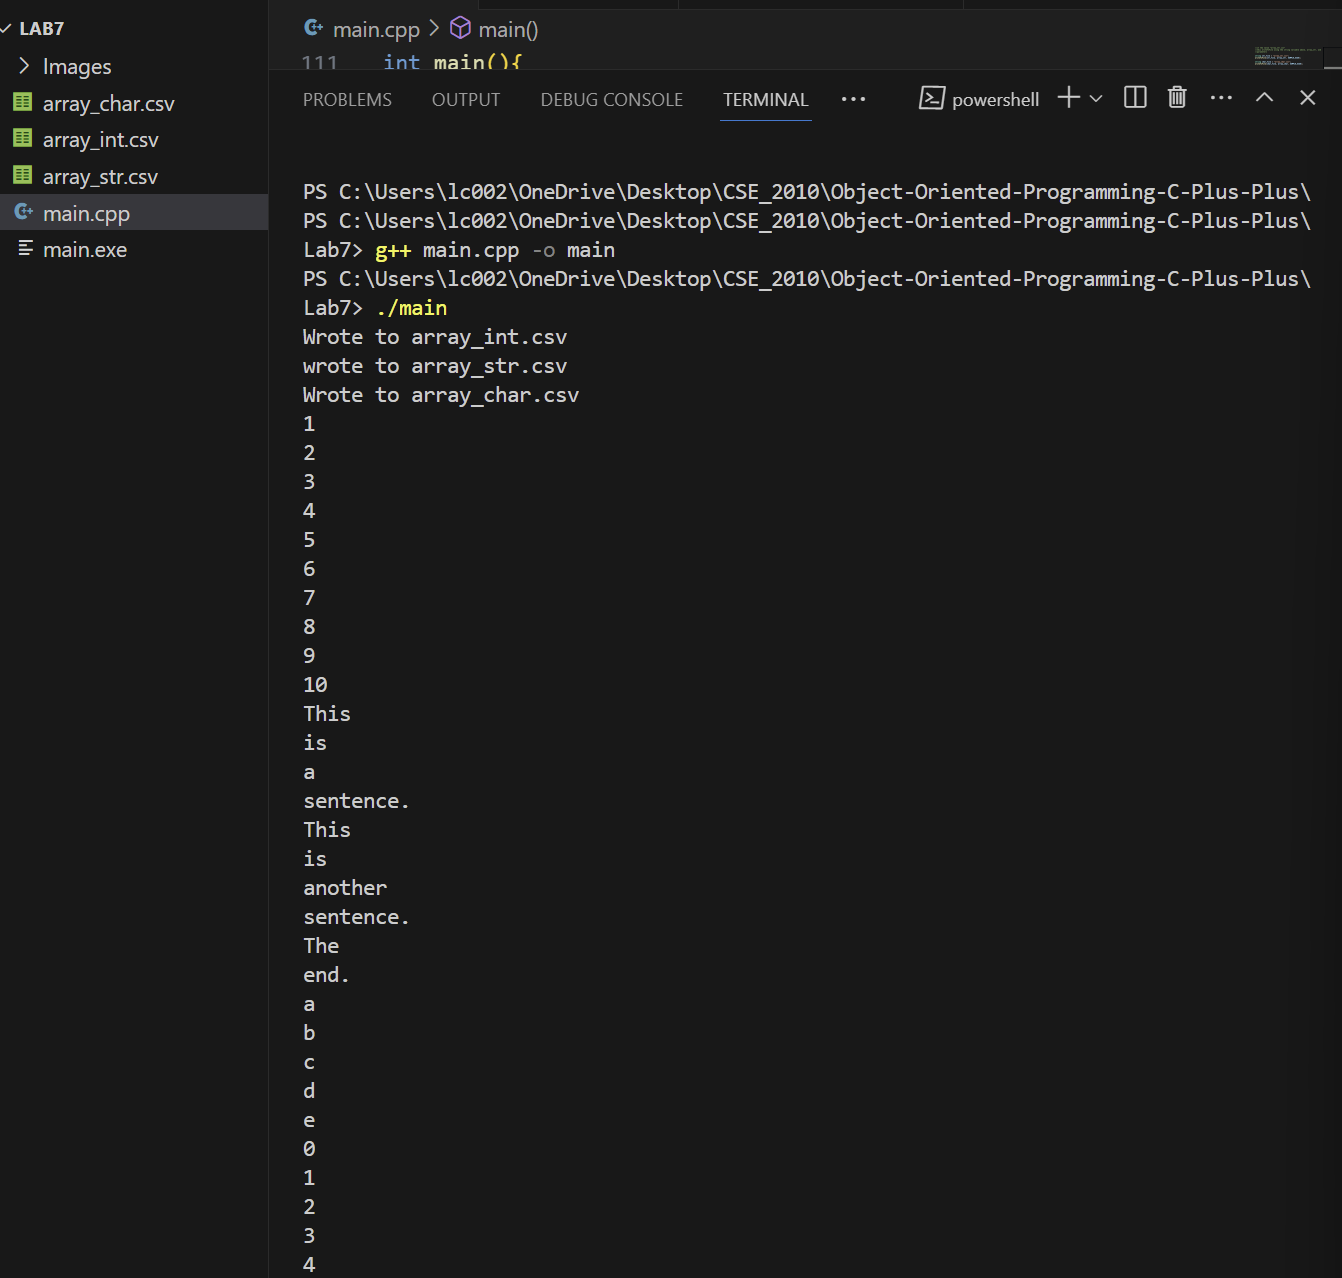 LAB7
Images
array_char.csv
array_int.csv
array_str.csv
main.cpp
main.exe
main.cpp > main()
111 int main(){
PROBLEMS OUTPUT DEBUG CONSOLE TERMINAL ··· powershell
PS C:\Users\lc002\OneDrive\Desktop\CSE_2010\Object-Oriented-Programming-C-Plus-Plus\
PS C:\Users\lc002\OneDrive\Desktop\CSE_2010\Object-Oriented-Programming-C-Plus-Plus\
Lab7> g++ main.cpp -o main
PS C:\Users\lc002\OneDrive\Desktop\CSE_2010\Object-Oriented-Programming-C-Plus-Plus\
Lab7> ./main
Wrote to array_int.csv
wrote to array_str.csv
Wrote to array_char.csv
1
2
3
4
5
6
7
8
9
10
This
is
a
sentence.
This
is
another
sentence.
The
end.
a
b
c
d
e
0
1
2
3
4